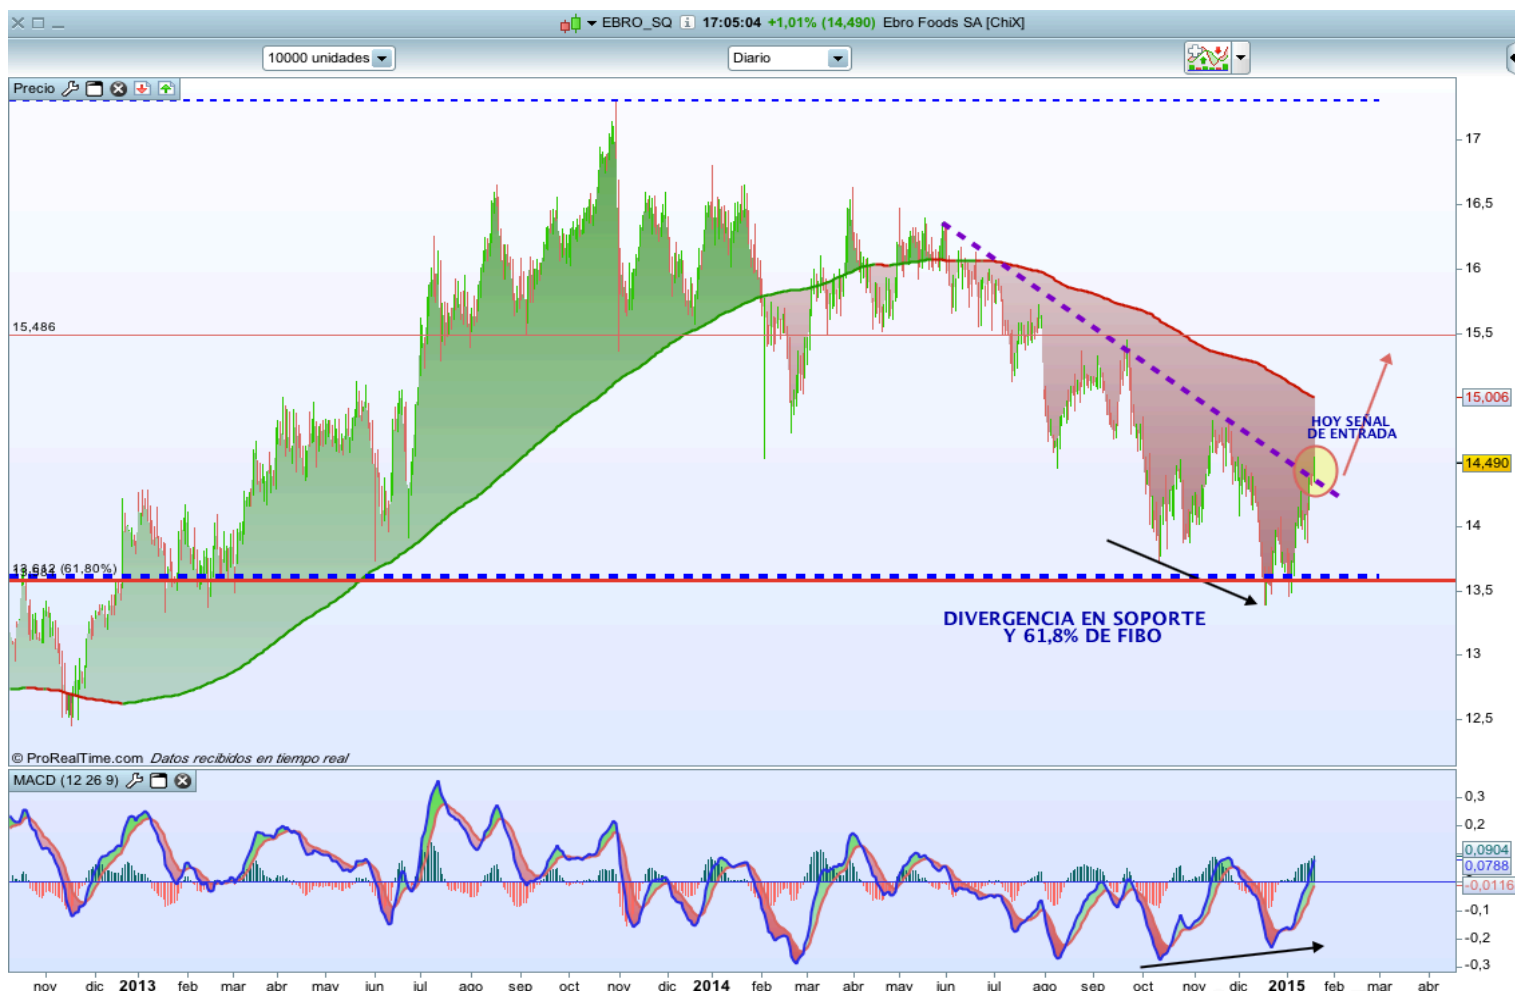 EBRO_SQ 17:05:04 +1,01% (14,490) Ebro Foods SA [ChiX]
10000 unidades
Diario
Precio
17
16,5
16
15,486
15,5
15,006
HOY SEÑAL
DE ENTRADA
14,490
14
13,612 (61,80%)
13,5
DIVERGENCIA EN SOPORTE
Y 61,8% DE FIBO
13
12,5
© ProRealTime.com Datos recibidos en tiempo real
MACD (12 26 9)
0,3
0,2
0,0904
0,0788
-0,0116
-0,1
-0,2
-0,3
nov dic 2013 feb mar abr may jun jul ago sep oct nov dic 2014 feb mar abr may jun jul ago sep oct nov dic 2015 feb mar abr